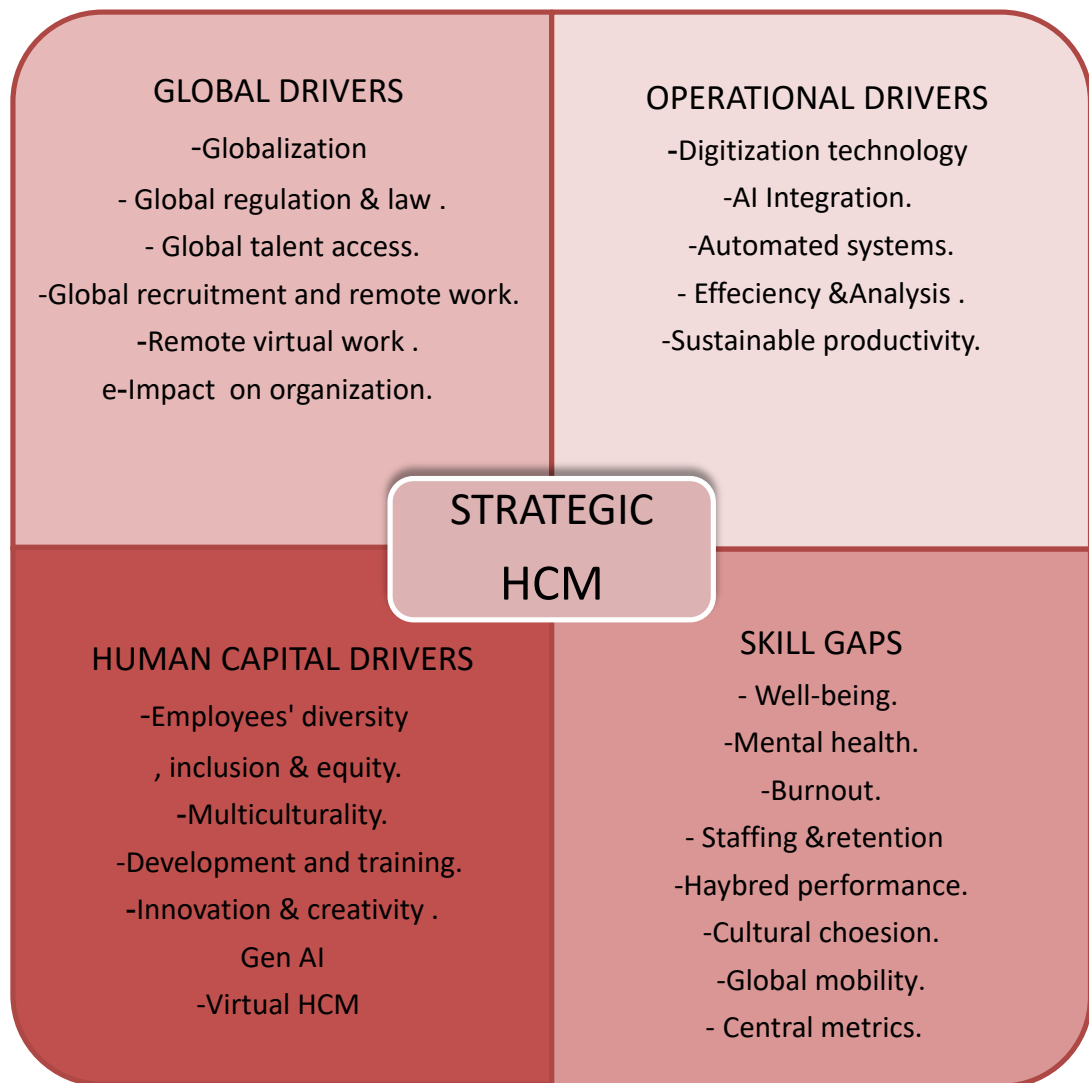 GLOBAL DRIVERS
-Globalization
- Global regulation & law .
- Global talent access.
-Global recruitment and remote work.
-Remote virtual work .
e-Impact  on organization.
OPERATIONAL DRIVERS
-Digitization technology
-AI Integration.
-Automated systems.
- Effeciency &Analysis .
-Sustainable productivity.
STRATEGIC
HCM
HUMAN CAPITAL DRIVERS
-Employees' diversity
, inclusion & equity.
-Multiculturality.
-Development and training.
-Innovation & creativity .
Gen AI
-Virtual HCM
SKILL GAPS
- Well-being.
-Mental health.
-Burnout.
- Staffing &retention
-Haybred performance.
-Cultural choesion.
-Global mobility.
- Central metrics.